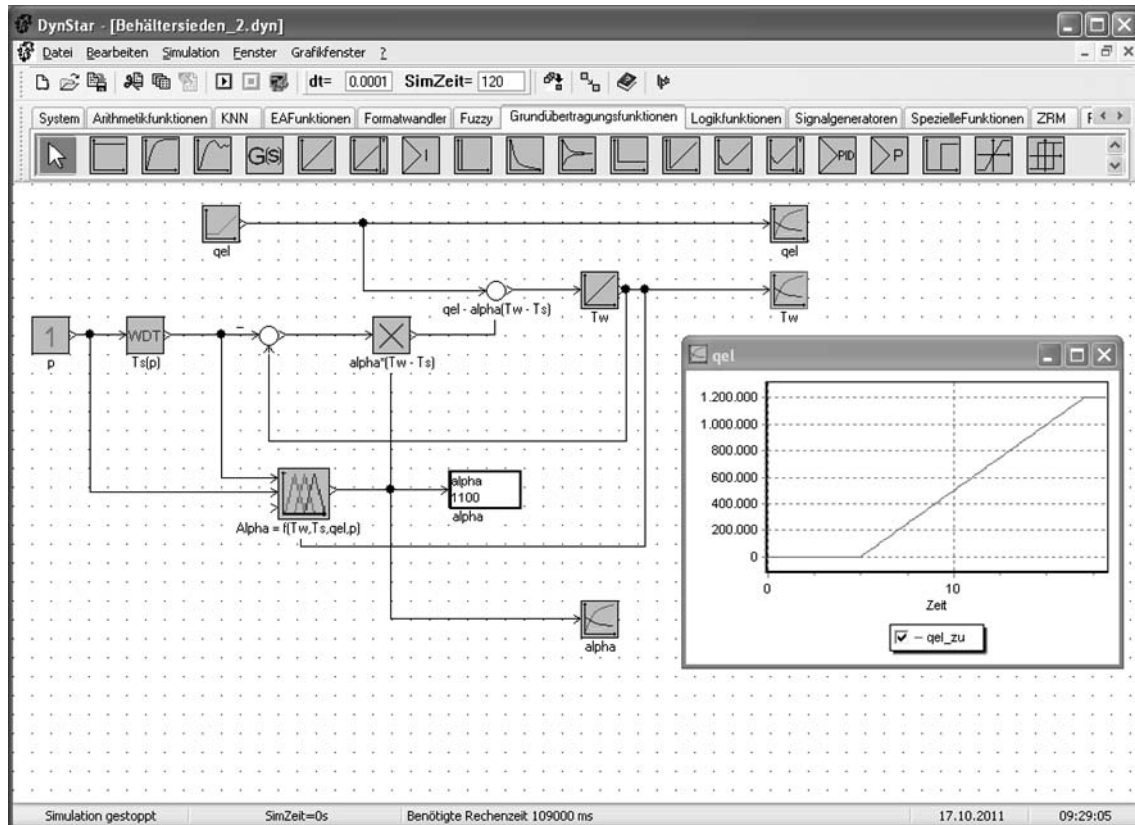 DynStar - [Behältersieden_2.dyn]
Datei Bearbeiten Simulation Fenster Grafikfenster ?
dt= 0.0001 SimZeit= 120
System Arithmetikfunktionen KNN EAFunktionen Formatwandler Fuzzy Grundübertragungsfunktionen Logikfunktionen Signalgeneratoren SpezielleFunktionen ZRM
G(s) I PID P
qel
qel
qel - alpha(Tw - Ts)
Tw
Tw
1
p
WDT
Ts(p)
−
alpha*(Tw - Ts)
alpha
1100
alpha
Alpha = f(Tw,Ts,qel,p)
alpha
qel
1.200.000
1.000.000
800.000
600.000
400.000
200.000
0
0 10
Zeit
qel_zu
Simulation gestoppt SimZeit=0s Benötigte Rechenzeit 109000 ms 17.10.2011 09:29:05